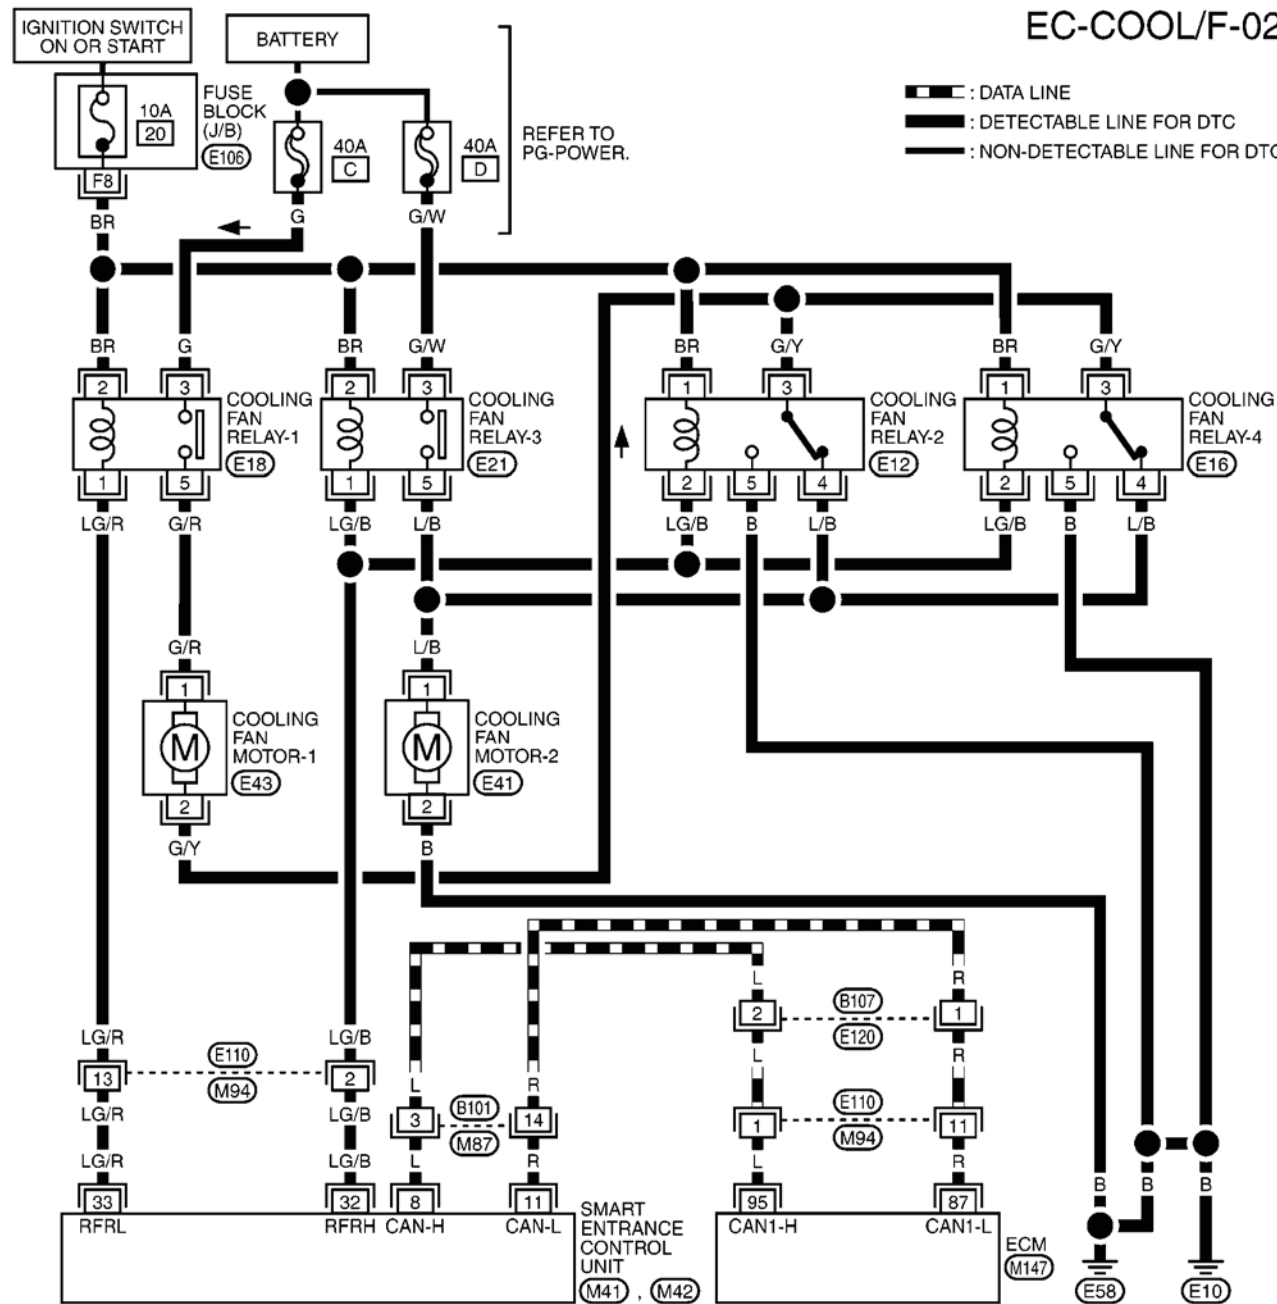 EC-COOL/F-02
IGNITION SWITCH
ON OR START
BATTERY
10A
20
FUSE
BLOCK
(J/B)
E106
40A
C
40A
D
REFER TO
PG-POWER.
: DATA LINE
: DETECTABLE LINE FOR DTC
: NON-DETECTABLE LINE FOR DTC
F8
BR
G
G/W
BR
G
BR
G/W
BR
G/Y
BR
G/Y
2
3
2
3
1
3
1
3
COOLING
FAN
RELAY-1
E18
COOLING
FAN
RELAY-3
E21
COOLING
FAN
RELAY-2
E12
COOLING
FAN
RELAY-4
E16
1
5
1
5
2
5
4
2
5
4
LG/R
G/R
LG/B
L/B
LG/B
B
L/B
LG/B
B
L/B
G/R
L/B
1
1
M
M
COOLING
FAN
MOTOR-1
E43
COOLING
FAN
MOTOR-2
E41
2
2
G/Y
B
L
R
2
B107
E120
1
L
R
LG/R
LG/B
13
E110
M94
2
LG/R
LG/B
L
R
3
B101
M87
14
1
E110
M94
11
LG/R
LG/B
L
R
L
R
B
B
B
33
32
8
11
95
87
RFRL
RFRH
CAN-H
CAN-L
CAN1-H
CAN1-L
SMART
ENTRANCE
CONTROL
UNIT
M41 , M42
ECM
M147
E58
E10